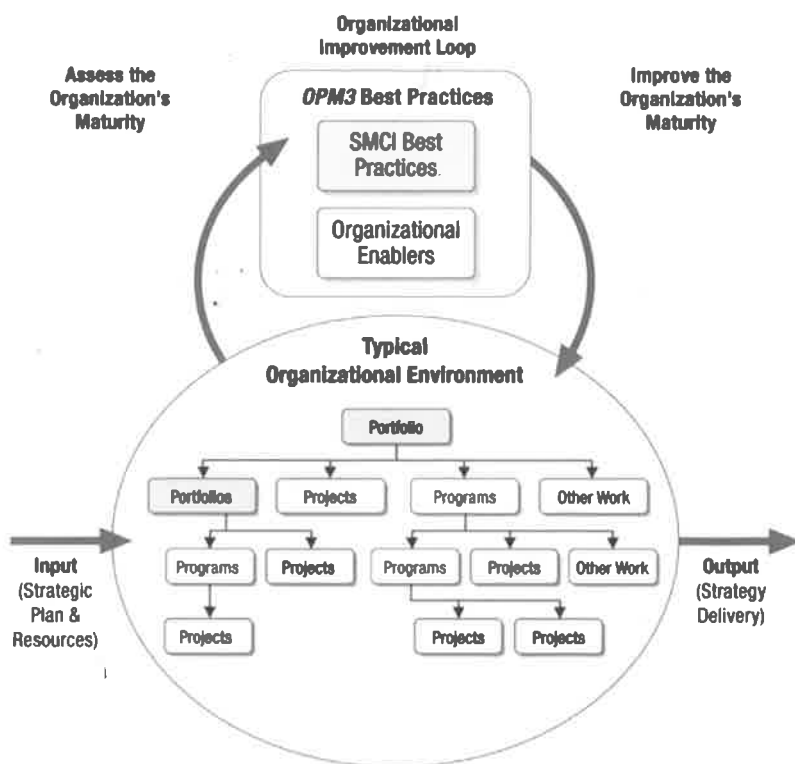 Organizational
Improvement Loop
Assess the
Organization's
Maturity
Improve the
Organization's
Maturity
OPM3 Best Practices
SMCI Best
Practices
Organizational
Enablers
Typical
Organizational Environment
Portfolio
Portfolios
Projects
Programs
Other Work
Programs
Projects
Programs
Projects
Other Work
Projects
Projects
Projects
Input
(Strategic
Plan &
Resources)
Output
(Strategy
Delivery)